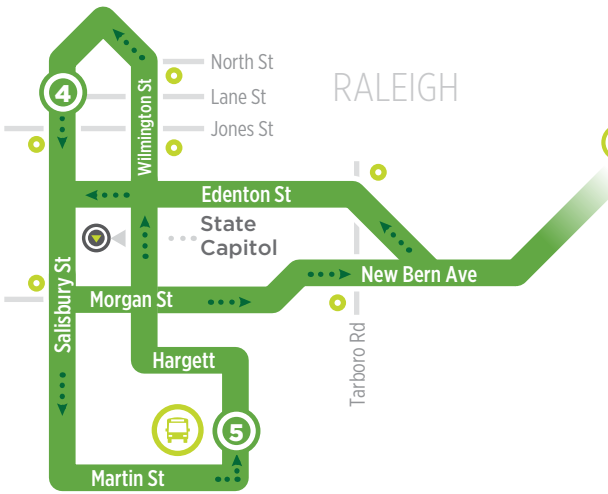 North St
4
Lane St
RALEIGH
Wilmington St
Jones St
Edenton St
State
Capitol
Salisbury St
New Bern Ave
Morgan St
Tarboro Rd
Hargett
5
Martin St